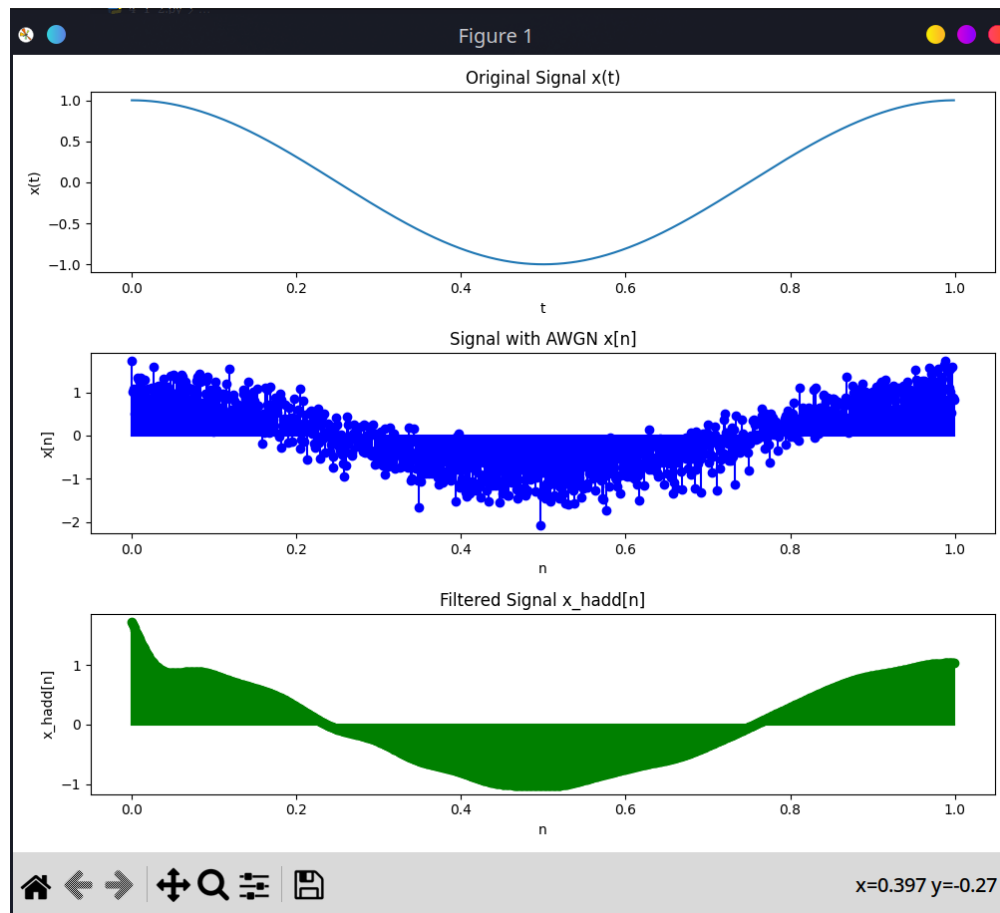 Figure 1
Original Signal x(t)
1.0
0.5
0.0
−0.5
−1.0
x(t)
0.0 0.2 0.4 0.6 0.8 1.0
t
Signal with AWGN x[n]
1
0
−1
−2
x[n]
0.0 0.2 0.4 0.6 0.8 1.0
n
Filtered Signal x_hadd[n]
1
0
−1
x_hadd[n]
0.0 0.2 0.4 0.6 0.8 1.0
n
x=0.397 y=-0.27